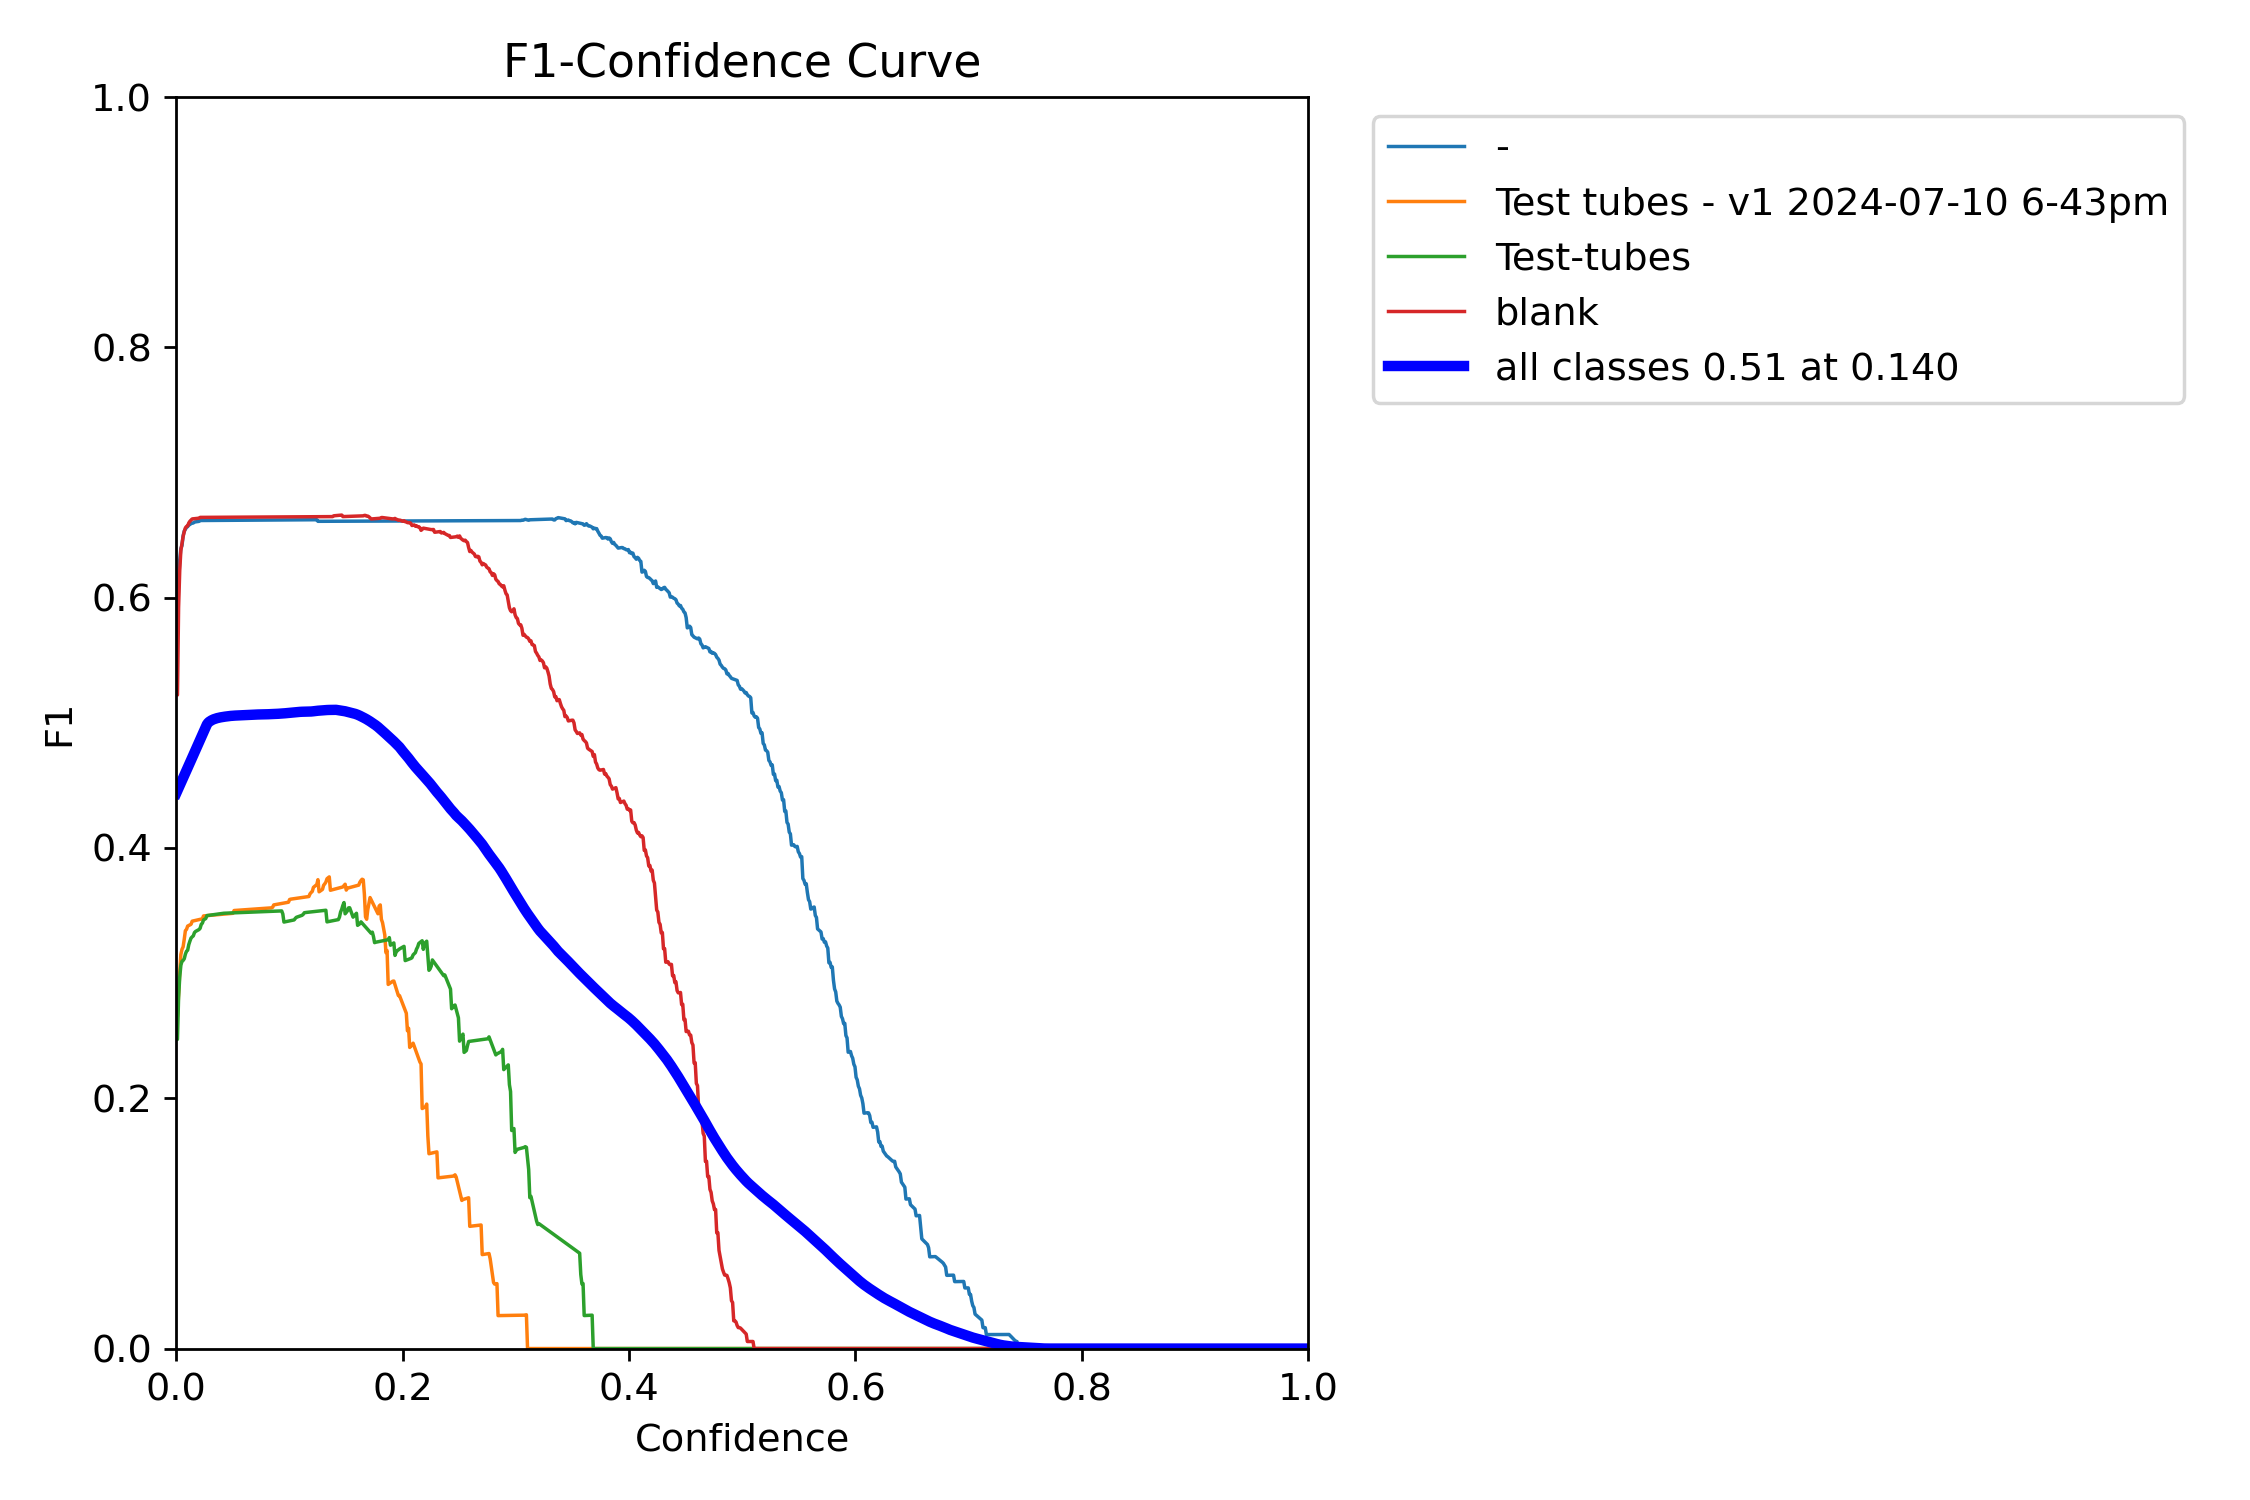 F1-Confidence Curve
1.0
0.8
0.6
0.4
0.2
0.0
F1
0.0 0.2 0.4 0.6 0.8 1.0
Confidence
-
Test tubes - v1 2024-07-10 6-43pm
Test-tubes
blank
all classes 0.51 at 0.140